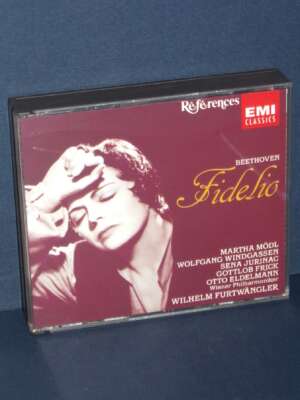 Références
EMI
CLASSICS
BEETHOVEN
Fidelio
MARTHA MÖDL
WOLFGANG WINDGASSEN
SENA JURINAC
GOTTLOB FRICK
OTTO EDELMANN
Wiener Philharmoniker
WILHELM FURTWÄNGLER